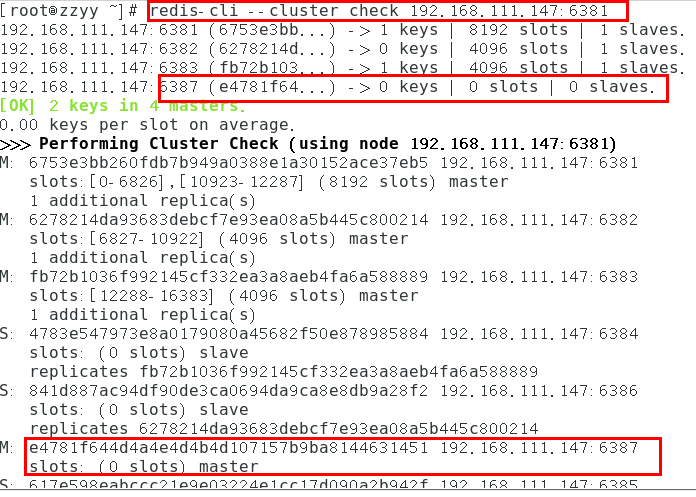 [root@zzyy ~]# redis-cli --cluster check 192.168.111.147:6381
192.168.111.147:6381 (6753e3bb...) -> 1 keys | 8192 slots | 1 slaves.
192.168.111.147:6382 (6278214d...) -> 0 keys | 4096 slots | 1 slaves.
192.168.111.147:6383 (fb72b103...) -> 1 keys | 4096 slots | 1 slaves.
192.168.111.147:6387 (e4781f64...) -> 0 keys | 0 slots | 0 slaves.
[OK] 2 keys in 4 masters.
0.00 keys per slot on average.
>>> Performing Cluster Check (using node 192.168.111.147:6381)
M: 6753e3bb260fdb7b949a0388e1a30152ace37eb5 192.168.111.147:6381
slots:[0-6826],[10923-12287] (8192 slots) master
1 additional replica(s)
M: 6278214da93683debcf7e93ea08a5b445c800214 192.168.111.147:6382
slots:[6827-10922] (4096 slots) master
1 additional replica(s)
M: fb72b1036f992145cf332ea3a8aeb4fa6a588889 192.168.111.147:6383
slots:[12288-16383] (4096 slots) master
1 additional replica(s)
S: 4783e547973e8a0179080a45682f50e878985884 192.168.111.147:6384
slots: (0 slots) slave
replicates fb72b1036f992145cf332ea3a8aeb4fa6a588889
S: 841d887ac94df90de3ca0694da9ca8e8db9a28f2 192.168.111.147:6386
slots: (0 slots) slave
replicates 6278214da93683debcf7e93ea08a5b445c800214
M: e4781f644d4a4e4d4b4d107157b9ba8144631451 192.168.111.147:6387
slots: (0 slots) master
S: 617e598eabccc21e9e03224e1cc17d090a2b942f 192.168.111.147:6385